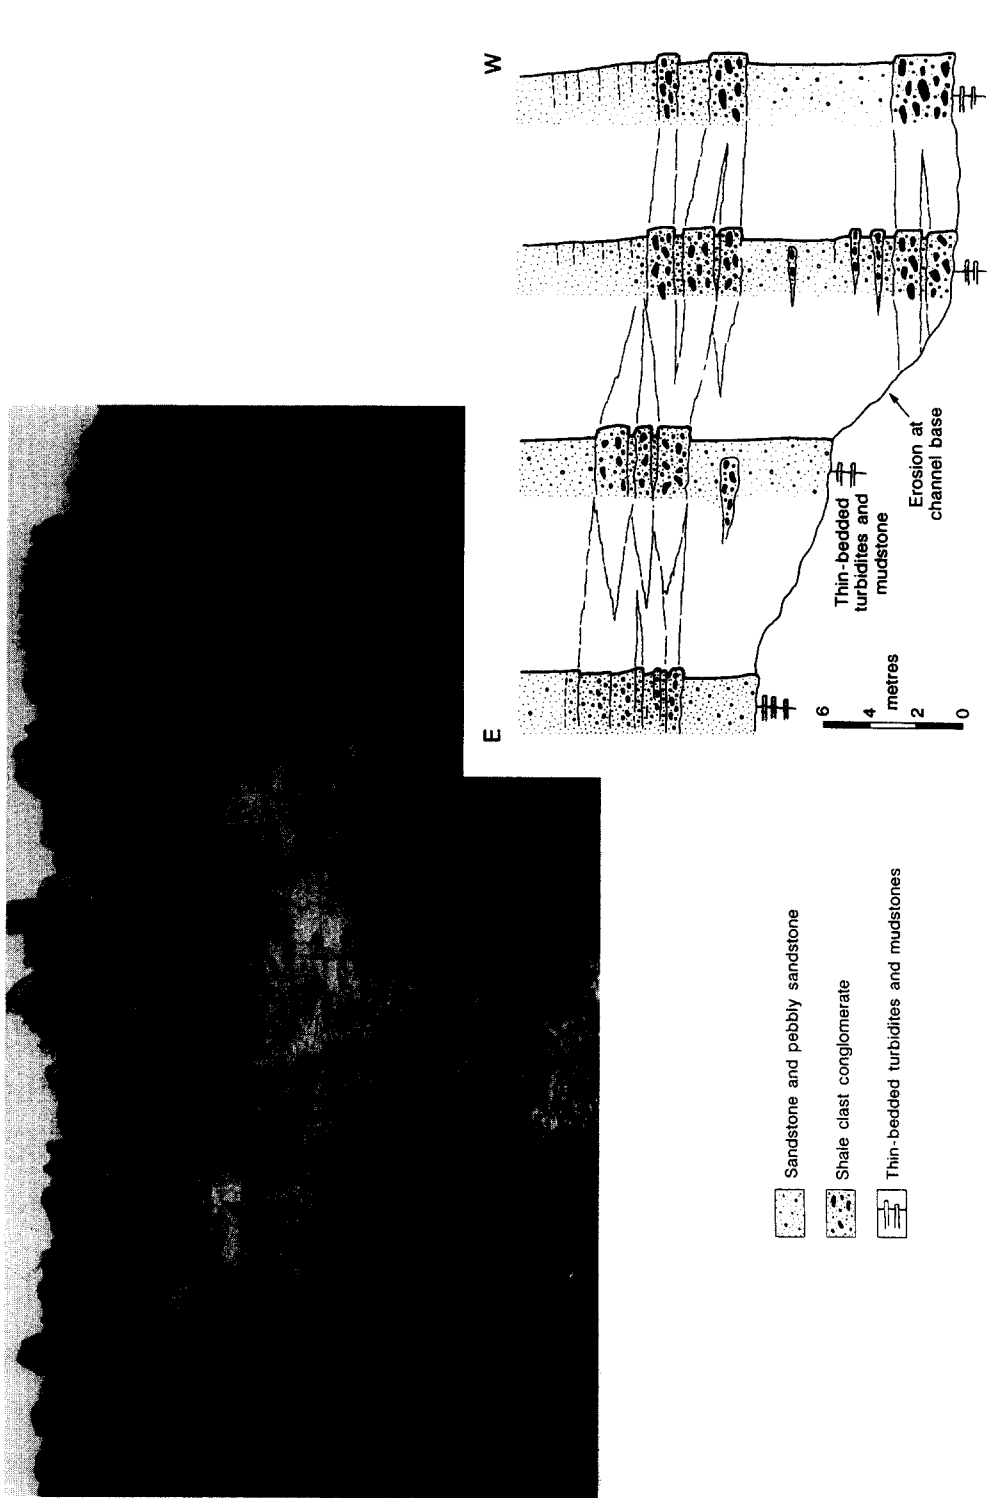 E
W
Erosion at
channel base
Thin-bedded
turbidites and
mudstone
6
4
2
0
metres
Sandstone and pebbly sandstone
Shale clast conglomerate
Thin-bedded turbidites and mudstones